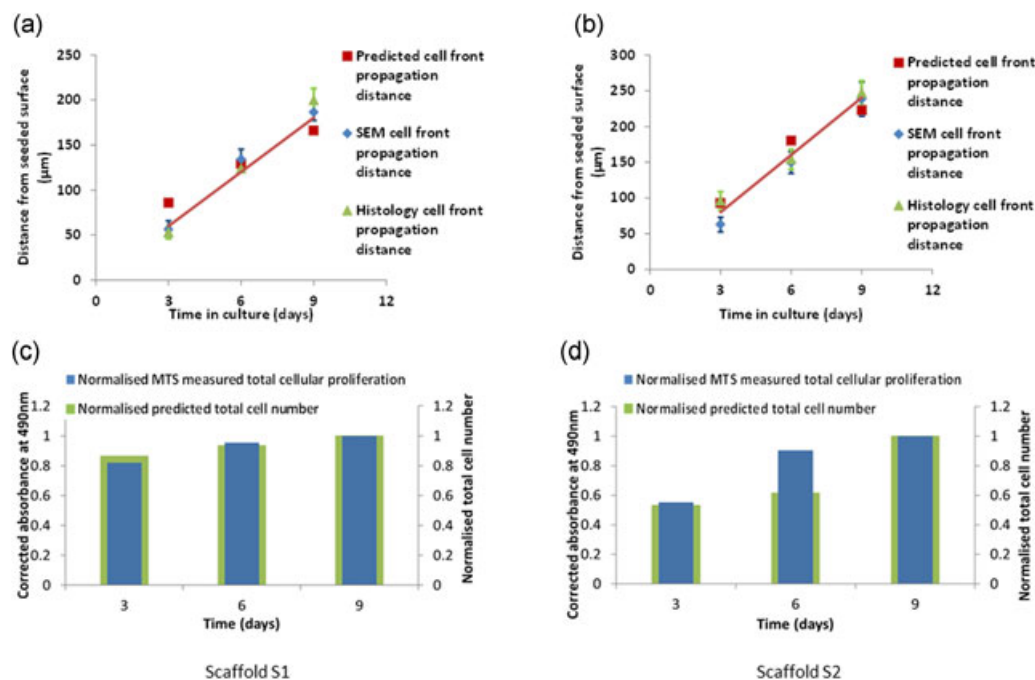 (a)
250
200
150
100
50
0
0
3
6
9
12
Distance from seeded surface
(µm)
Time in culture (days)
Predicted cell front
propagation
distance
SEM cell front
propagation
distance
Histology cell front
propagation
distance
(b)
300
250
200
150
100
50
0
0
3
6
9
12
Distance from seeded surface
(µm)
Time in culture (days)
Predicted cell front
propagation
distance
SEM cell front
propagation
distance
Histology cell front
propagation
distance
(c)
Normalised MTS measured total cellular proliferation
Normalised predicted total cell number
1.2
1
0.8
0.6
0.4
0.2
0
Corrected absorbance at 490nm
1.2
1
0.8
0.6
0.4
0.2
0
Normalised total cell number
3
6
9
Time (days)
Scaffold S1
(d)
Normalised MTS measured total cellular proliferation
Normalised predicted total cell number
1.2
1
0.8
0.6
0.4
0.2
0
Corrected absorbance at 490nm
1.2
1
0.8
0.6
0.4
0.2
0
Normalised total cell number
3
6
9
Time (days)
Scaffold S2